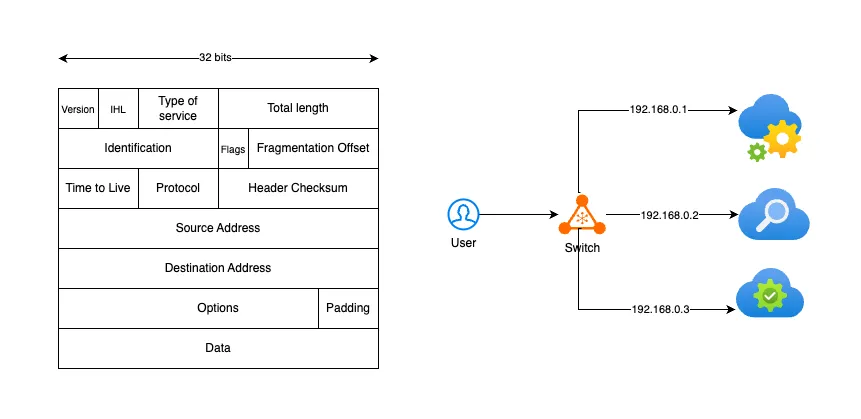 32 bits
Version
IHL
Type of
service
Total length
Identification
Flags
Fragmentation Offset
Time to Live
Protocol
Header Checksum
Source Address
Destination Address
Options
Padding
Data
User
Switch
192.168.0.1
192.168.0.2
192.168.0.3